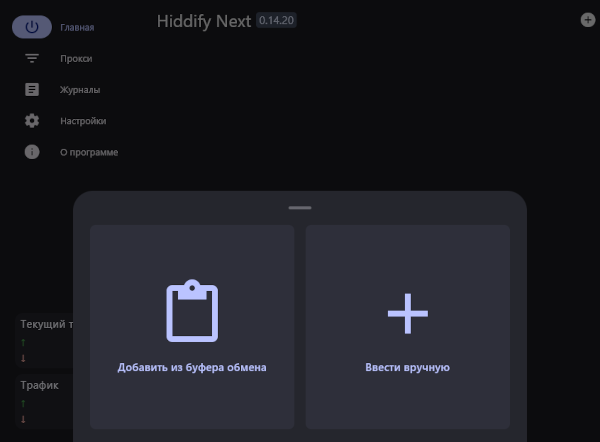 Главная
Hiddify Next 0.14.20
Прокси
Журналы
Настройки
О программе
Добавить из буфера обмена
Ввести вручную
Текущий
Трафик